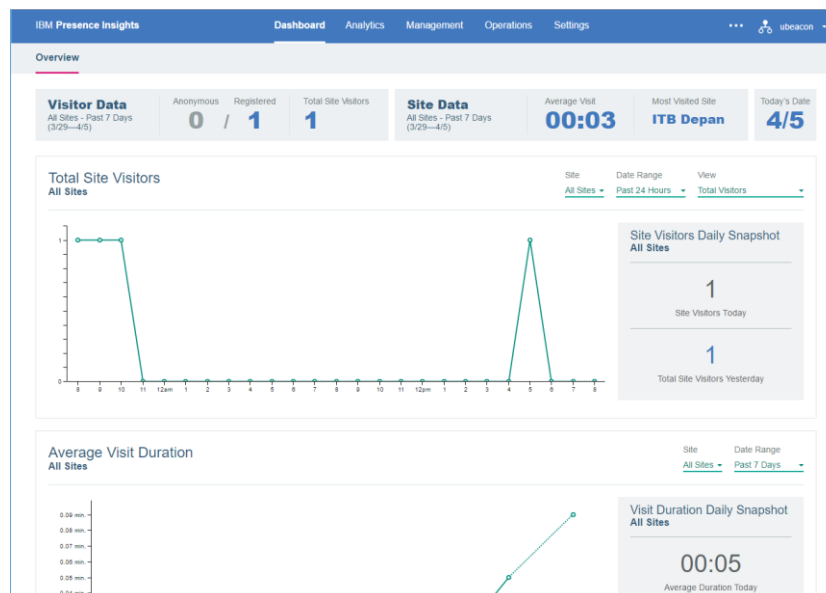 IBM Presence Insights Dashboard Analytics Management Operations Settings ••• ubeacon
Overview
Visitor Data
All Sites - Past 7 Days
(3/29—4/5)
Anonymous Registered Total Site Visitors
0 / 1 1
Site Data
All Sites - Past 7 Days
(3/29—4/5)
Average Visit Most Visited Site Today's Date
00:03 ITB Depan 4/5
Total Site Visitors
All Sites
Site Date Range View
All Sites Past 24 Hours Total Visitors
1
0
8 9 10 11 12am 1 2 3 4 5 6 7 8 9 10 11 12pm 1 2 3 4 5 6 7 8
Site Visitors Daily Snapshot
All Sites
1
Site Visitors Today
1
Total Site Visitors Yesterday
Average Visit Duration
All Sites
Site Date Range
All Sites Past 7 Days
0.09 min.
0.08 min.
0.07 min.
0.06 min.
0.05 min.
0.04 min.
Visit Duration Daily Snapshot
All Sites
00:05
Average Duration Today